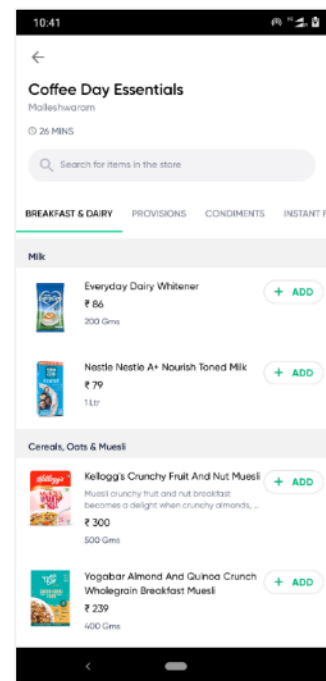 10:41
Coffee Day Essentials
Malleshwaram
26 MINS
Search for items in the store
BREAKFAST & DAIRY PROVISIONS CONDIMENTS INSTANT F
Milk
Everyday Dairy Whitener
+ ADD
₹ 86
200 Gms
Nestle Nestle A+ Nourish Toned Milk
+ ADD
₹ 79
1 Ltr
Cereals, Oats & Muesli
Kellogg's Crunchy Fruit And Nut Muesli
+ ADD
Muesli crunchy fruit and nut breakfast
becomes a delight when crunchy almonds, ...
₹ 300
500 Gms
Yogabar Almond And Quinoa Crunch
+ ADD
Wholegrain Breakfast Muesli
₹ 239
400 Gms